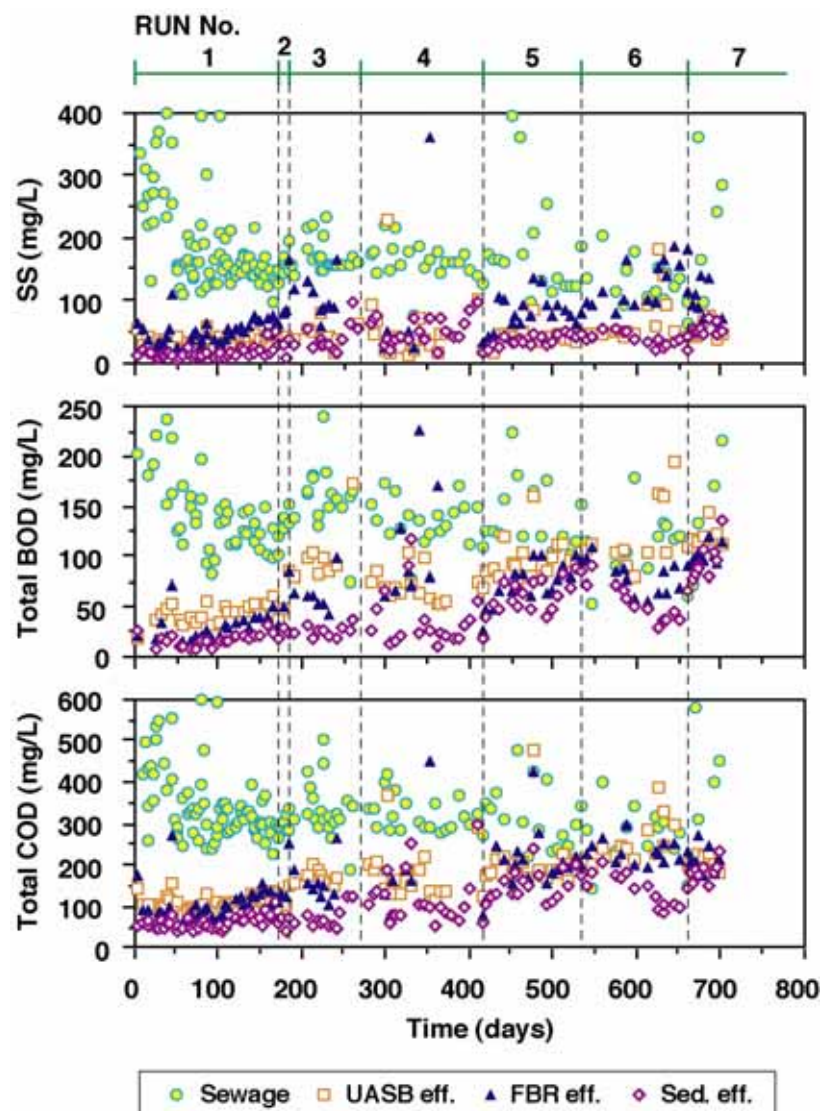 RUN No.
1 2 3 4 5 6 7
SS (mg/L)
400
300
200
100
0
Total BOD (mg/L)
250
200
150
100
50
0
Total COD (mg/L)
600
500
400
300
200
100
0
0 100 200 300 400 500 600 700 800
Time (days)
Sewage UASB eff. FBR eff. Sed. eff.